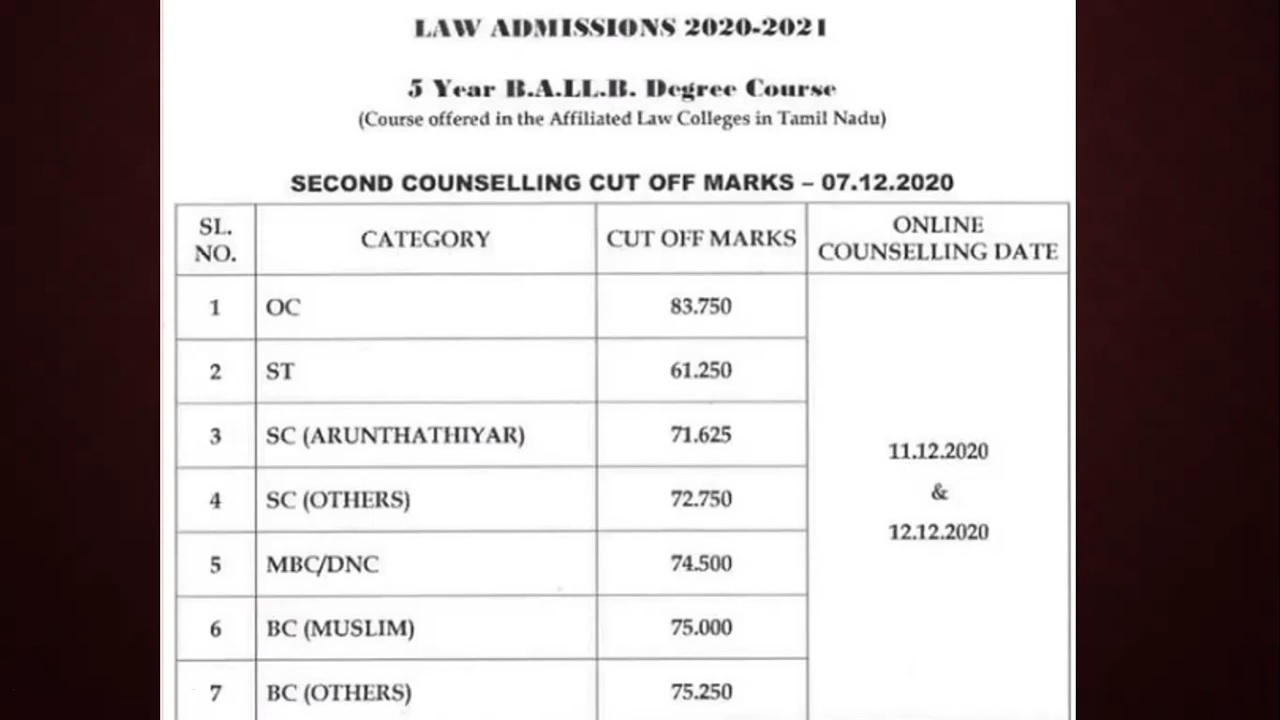 LAW ADMISSIONS 2020-2021
5 Year B.A.LL.B. Degree Course
(Course offered in the Affiliated Law Colleges in Tamil Nadu)
SECOND COUNSELLING CUT OFF MARKS – 07.12.2020
SL. NO. CATEGORY CUT OFF MARKS ONLINE COUNSELLING DATE
1 OC 83.750
2 ST 61.250
3 SC (ARUNTHATHIYAR) 71.625
4 SC (OTHERS) 72.750
5 MBC/DNC 74.500
6 BC (MUSLIM) 75.000
7 BC (OTHERS) 75.250
11.12.2020
&
12.12.2020